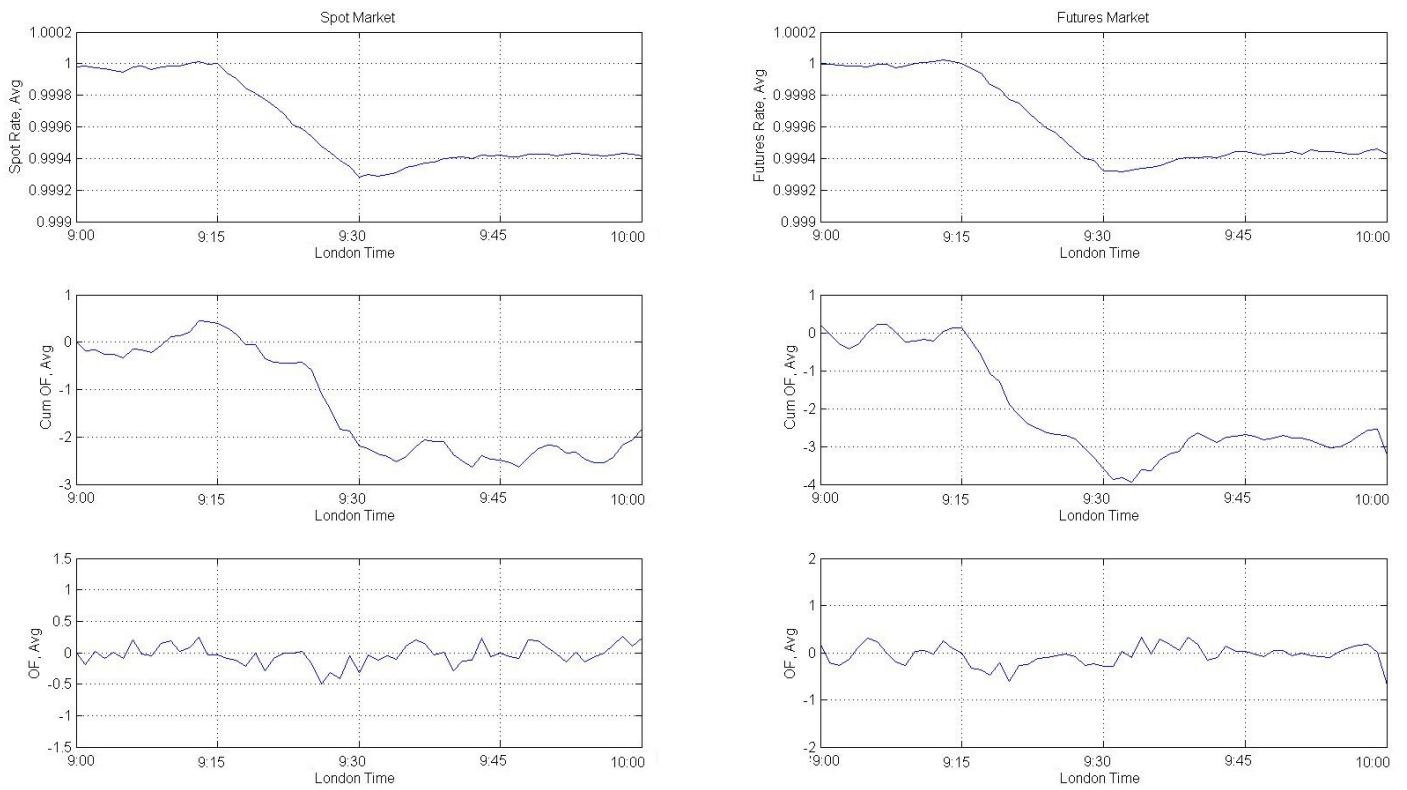 Spot Market
1.0002
1
0.9998
0.9996
0.9994
0.9992
0.999
Spot Rate, Avg
9:00 9:15 9:30 9:45 10:00
London Time
Futures Market
1.0002
1
0.9998
0.9996
0.9994
0.9992
0.999
Futures Rate, Avg
9:00 9:15 9:30 9:45 10:00
London Time
1
0
-1
-2
-3
Cum OF, Avg
9:00 9:15 9:30 9:45 10:00
London Time
1
0
-1
-2
-3
-4
Cum OF, Avg
9:00 9:15 9:30 9:45 10:00
London Time
1.5
1
0.5
0
-0.5
-1
-1.5
OF, Avg
9:00 9:15 9:30 9:45 10:00
London Time
2
1
0
-1
-2
OF, Avg
9:00 9:15 9:30 9:45 10:00
London Time